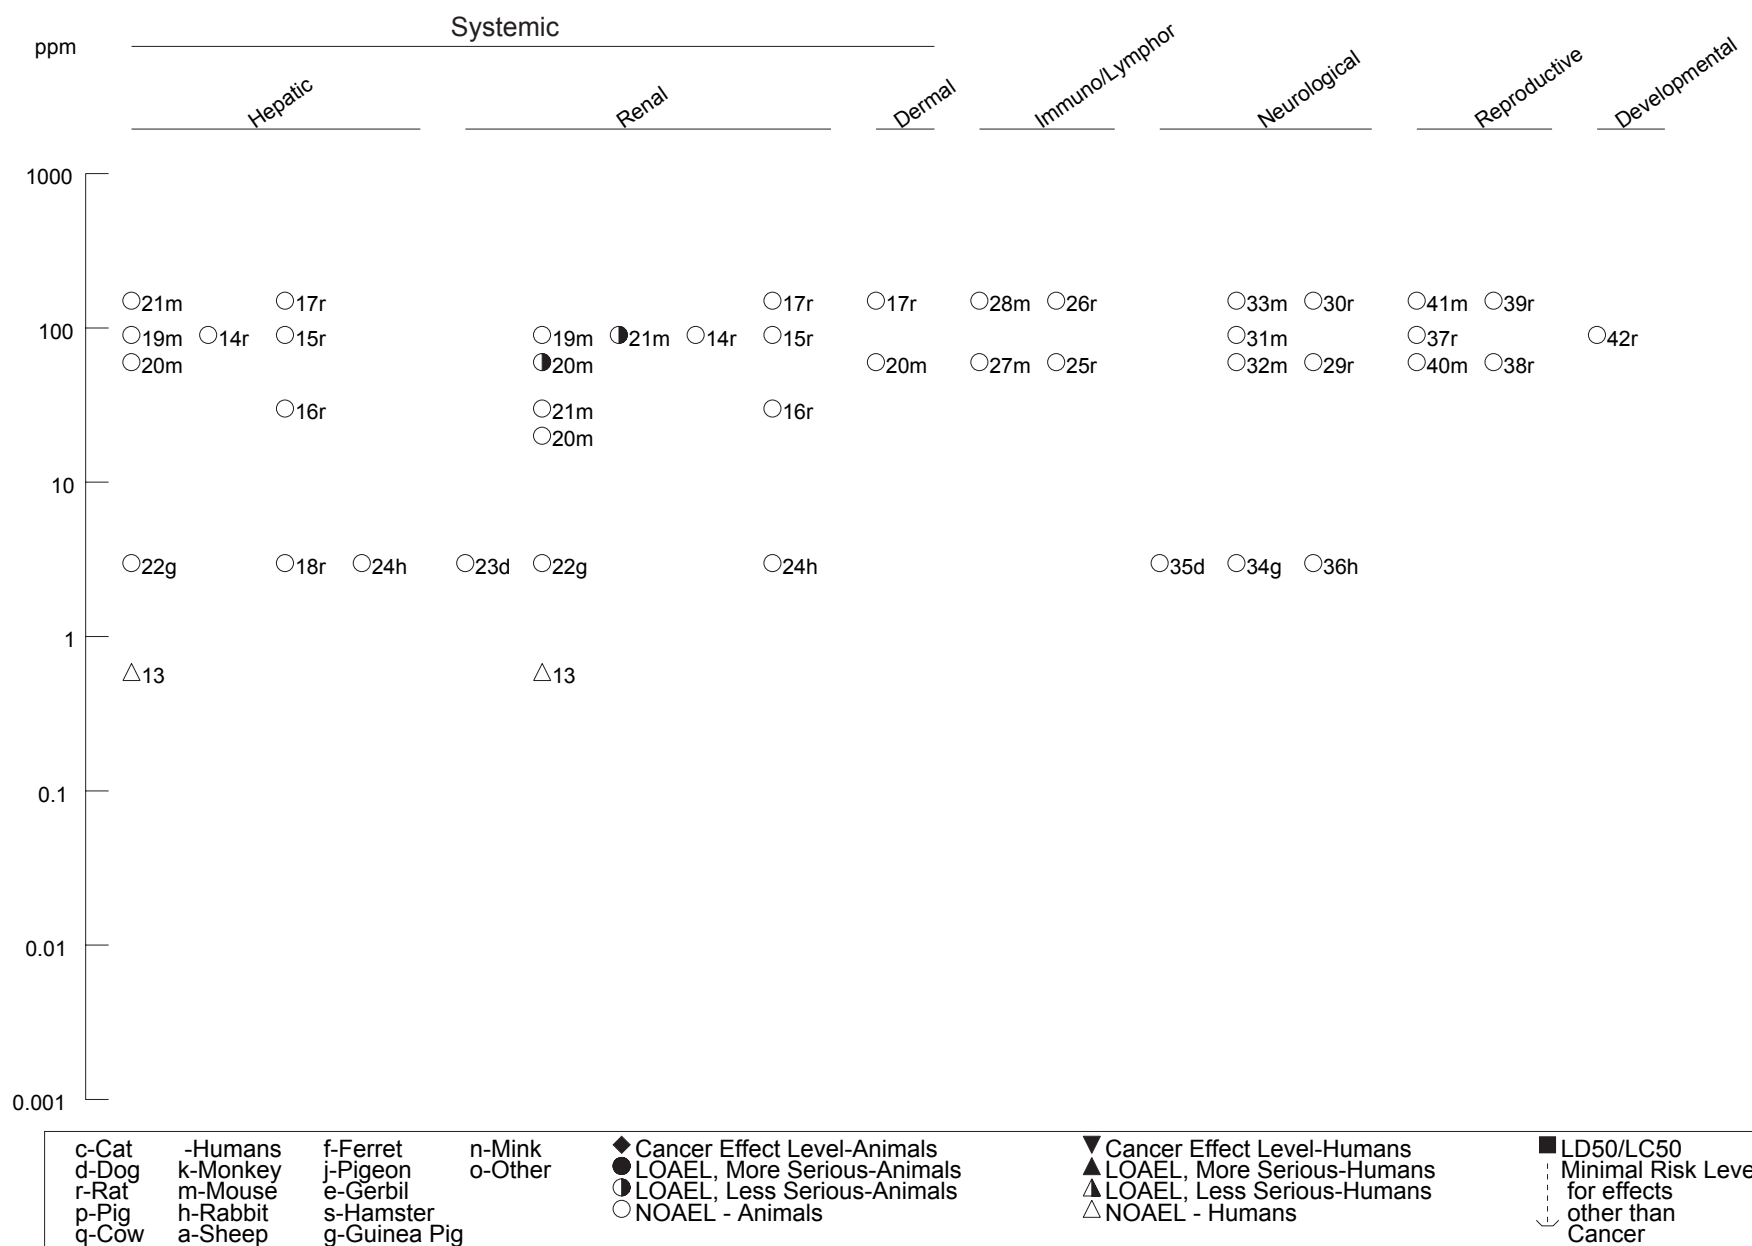 Systemic
ppm
Hepatic Renal Dermal Immuno/Lymphor Neurological Reproductive Developmental
1000
21m 17r 17r 17r 28m 26r 33m 30r 41m 39r
100
19m 14r 15r 19m 21m 14r 15r 31m 37r 42r
20m 20m 20m 27m 25r 32m 29r 40m 38r
16r 21m 16r
20m
10
22g 18r 24h 23d 22g 24h 35d 34g 36h
1
13 13
0.1
0.01
0.001
c-Cat -Humans f-Ferret n-Mink Cancer Effect Level-Animals Cancer Effect Level-Humans LD50/LC50
d-Dog k-Monkey j-Pigeon o-Other LOAEL, More Serious-Animals LOAEL, More Serious-Humans Minimal Risk Leve
r-Rat m-Mouse e-Gerbil LOAEL, Less Serious-Animals LOAEL, Less Serious-Humans for effects
p-Pig h-Rabbit s-Hamster NOAEL - Animals NOAEL - Humans other than
q-Cow a-Sheep g-Guinea Pig Cancer